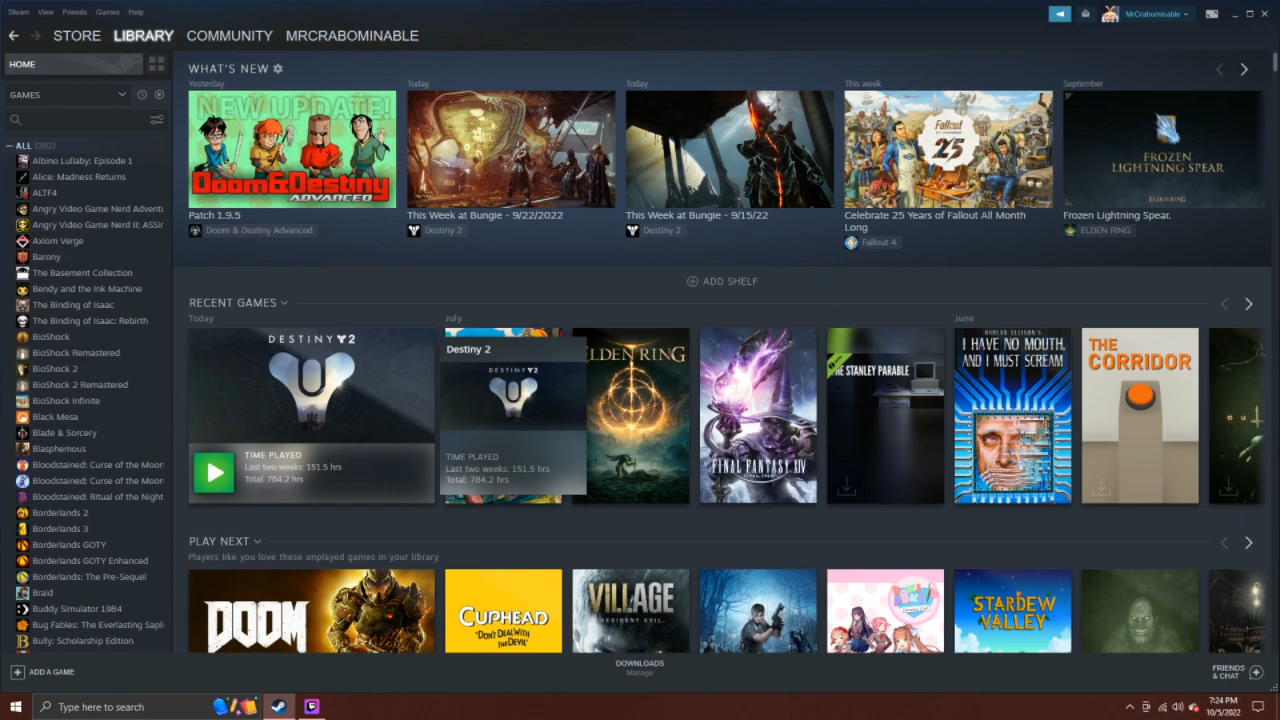 Steam View Friends Games Help
MrCrabominable
STORE LIBRARY COMMUNITY MRCRABOMINABLE
HOME
GAMES
ALL (382)
Albino Lullaby: Episode 1
Alice: Madness Returns
ALTF4
Angry Video Game Nerd Adventu
Angry Video Game Nerd II: ASSir
Axiom Verge
Barony
The Basement Collection
Bendy and the Ink Machine
The Binding of Isaac
The Binding of Isaac: Rebirth
BioShock
BioShock Remastered
BioShock 2
BioShock 2 Remastered
BioShock Infinite
Black Mesa
Blade & Sorcery
Blasphemous
Bloodstained: Curse of the Moon
Bloodstained: Curse of the Moon
Bloodstained: Ritual of the Night
Borderlands 2
Borderlands 3
Borderlands GOTY
Borderlands GOTY Enhanced
Borderlands: The Pre-Sequel
Braid
Buddy Simulator 1984
Bug Fables: The Everlasting Sapli
Bully: Scholarship Edition
ADD A GAME
WHAT'S NEW
Yesterday
NEW UPDATE!
Doom&Destiny
ADVANCED
Patch 1.9.5
Doom & Destiny Advanced
Today
This Week at Bungie - 9/22/2022
Destiny 2
Today
This Week at Bungie - 9/15/22
Destiny 2
This week
Fallout
25
Celebrate 25 Years of Fallout All Month
Long
Fallout 4
September
FROZEN
LIGHTNING SPEAR
ELDEN RING
Frozen Lightning Spear.
ELDEN RING
ADD SHELF
RECENT GAMES
Today
DESTINY 2
TIME PLAYED
Last two weeks: 151.5 hrs
Total: 784.2 hrs
July
Destiny 2
DESTINY 2
TIME PLAYED
Last two weeks: 151.5 hrs
Total: 784.2 hrs
ELDEN RING
FINAL FANTASY XIV
ONLINE
THE STANLEY PARABLE
June
HARLAN ELLISON'S
I HAVE NO MOUTH,
AND I MUST SCREAM
THE
CORRIDOR
OUT
PLAY NEXT
Players like you love these unplayed games in your library
DOOM
CUPHEAD
"DON'T DEAL WITH
THE DEVIL"
VILLAGE
RESIDENT EVIL
STARDEW
VALLEY
DOWNLOADS
Manage
FRIENDS
& CHAT
Type here to search
7:24 PM
10/5/2022